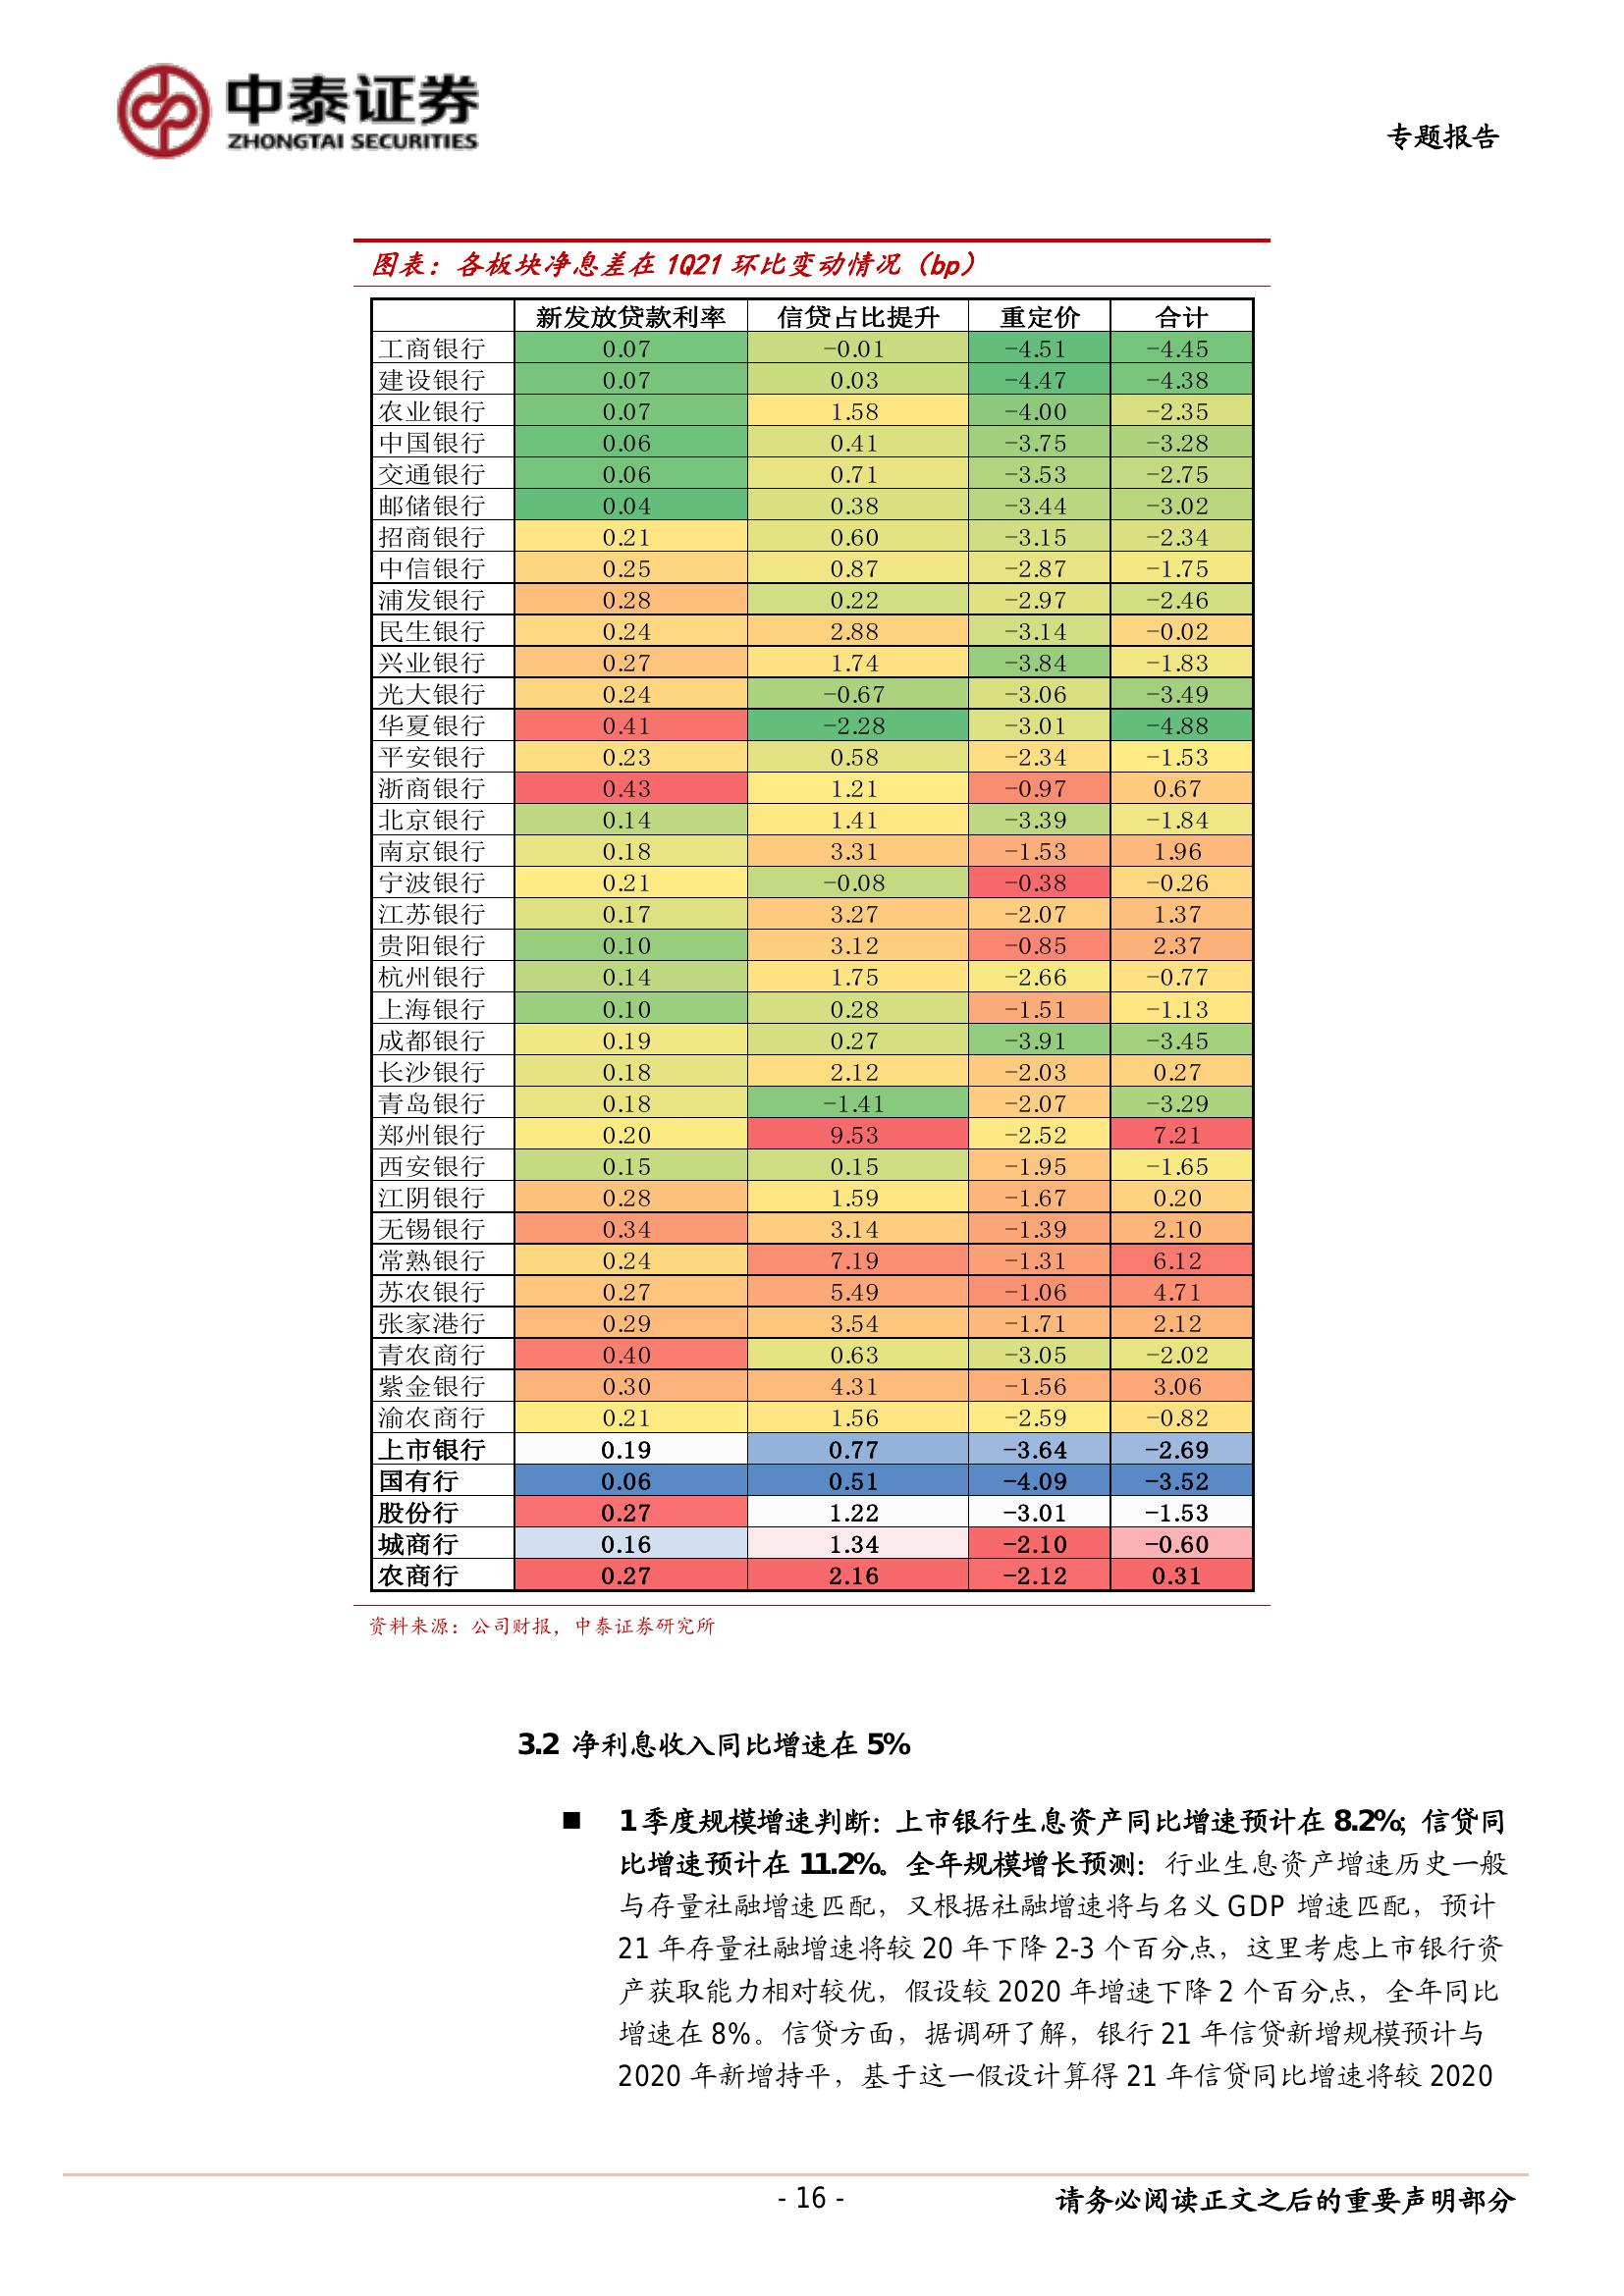 中泰证券
ZHONGTAI SECURITIES
专题报告
图表：各板块净息差在 1Q21 环比变动情况（bp）
新发放贷款利率 信贷占比提升 重定价 合计
工商银行 0.07 -0.01 -4.51 -4.45
建设银行 0.07 0.03 -4.47 -4.38
农业银行 0.07 1.58 -4.00 -2.35
中国银行 0.06 0.41 -3.75 -3.28
交通银行 0.06 0.71 -3.53 -2.75
邮储银行 0.04 0.38 -3.44 -3.02
招商银行 0.21 0.60 -3.15 -2.34
中信银行 0.25 0.87 -2.87 -1.75
浦发银行 0.28 0.22 -2.97 -2.46
民生银行 0.24 2.88 -3.14 -0.02
兴业银行 0.27 1.74 -3.84 -1.83
光大银行 0.24 -0.67 -3.06 -3.49
华夏银行 0.41 -2.28 -3.01 -4.88
平安银行 0.23 0.58 -2.34 -1.53
浙商银行 0.43 1.21 -0.97 0.67
北京银行 0.14 1.41 -3.39 -1.84
南京银行 0.18 3.31 -1.53 1.96
宁波银行 0.21 -0.08 -0.38 -0.26
江苏银行 0.17 3.27 -2.07 1.37
贵阳银行 0.10 3.12 -0.85 2.37
杭州银行 0.14 1.75 -2.66 -0.77
上海银行 0.10 0.28 -1.51 -1.13
成都银行 0.19 0.27 -3.91 -3.45
长沙银行 0.18 2.12 -2.03 0.27
青岛银行 0.18 -1.41 -2.07 -3.29
郑州银行 0.20 9.53 -2.52 7.21
西安银行 0.15 0.15 -1.95 -1.65
江阴银行 0.28 1.59 -1.67 0.20
无锡银行 0.34 3.14 -1.39 2.10
常熟银行 0.24 7.19 -1.31 6.12
苏农银行 0.27 5.49 -1.06 4.71
张家港行 0.29 3.54 -1.71 2.12
青农商行 0.40 0.63 -3.05 -2.02
紫金银行 0.30 4.31 -1.56 3.06
渝农商行 0.21 1.56 -2.59 -0.82
上市银行 0.19 0.77 -3.64 -2.69
国有行 0.06 0.51 -4.09 -3.52
股份行 0.27 1.22 -3.01 -1.53
城商行 0.16 1.34 -2.10 -0.60
农商行 0.27 2.16 -2.12 0.31
资料来源：公司财报，中泰证券研究所
3.2 净利息收入同比增速在 5%
■ 1 季度规模增速判断：上市银行生息资产同比增速预计在 8.2%；信贷同
比增速预计在 11.2%。全年规模增长预测：行业生息资产增速历史一般
与存量社融增速匹配，又根据社融增速将与名义 GDP 增速匹配，预计
21 年存量社融增速将较 20 年下降 2-3 个百分点，这里考虑上市银行资
产获取能力相对较优，假设较 2020 年增速下降 2 个百分点，全年同比
增速在 8%。信贷方面，据调研了解，银行 21 年信贷新增规模预计与
2020 年新增持平，基于这一假设计算得 21 年信贷同比增速将较 2020
- 16 -
请务必阅读正文之后的重要声明部分